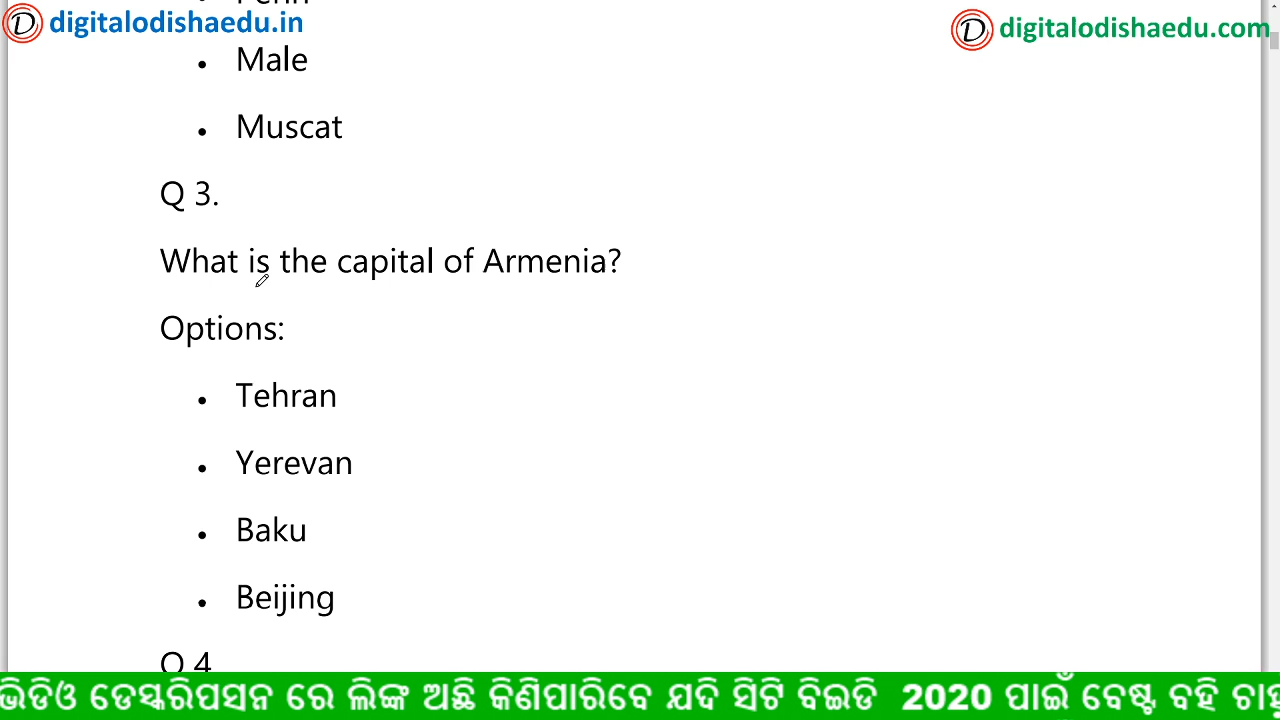 digitalodishaedu.in
digitalodishaedu.com
Male
Muscat
Q 3.
What is the capital of Armenia?
Options:
Tehran
Yerevan
Baku
Beijing
Q 4
ଭିଡିଓ ଡେସ୍କରିପସନ ରେ ଲିଙ୍କ ଅଛି କିଣିପାରିବେ ଯଦି ସିଟି ବିଇଡି 2020 ପାଇଁ ବେଷ୍ଟ ବହି